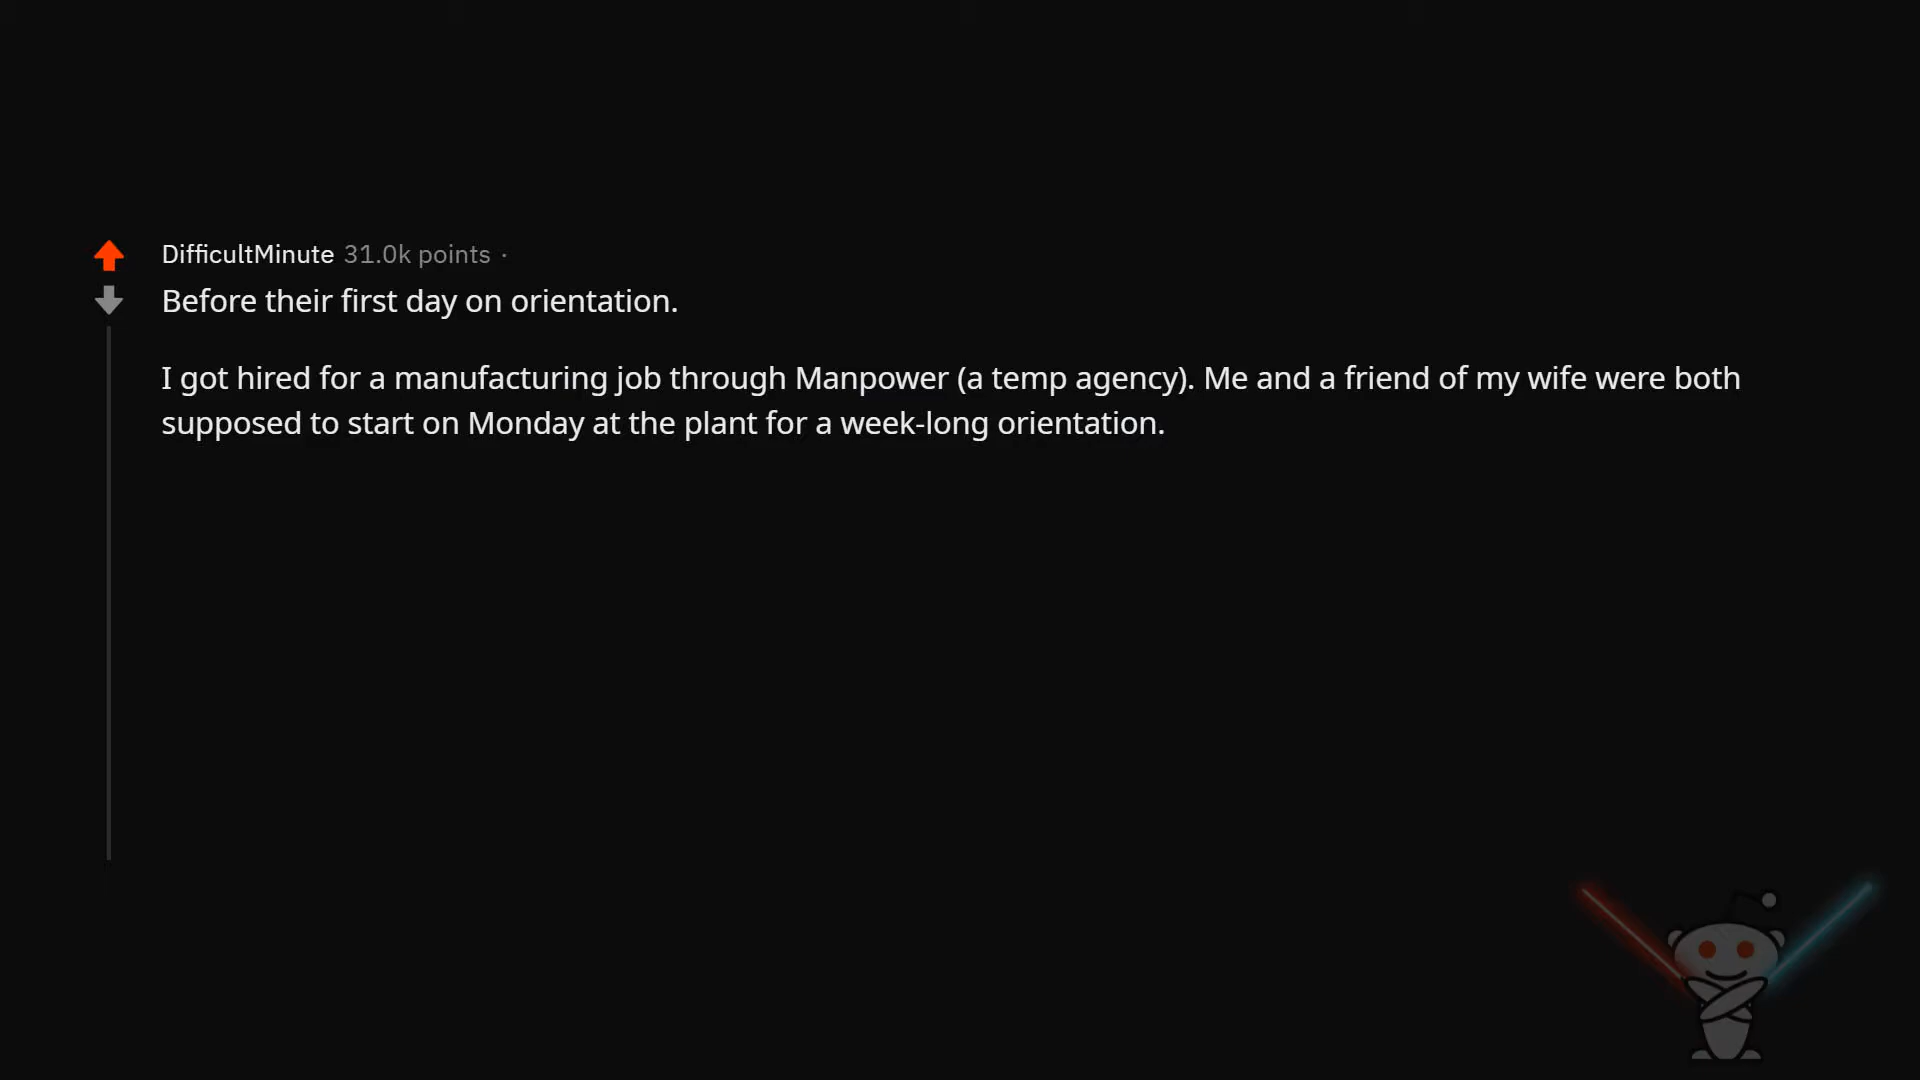 DifficultMinute 31.0k points ·
Before their first day on orientation.
I got hired for a manufacturing job through Manpower (a temp agency). Me and a friend of my wife were both
supposed to start on Monday at the plant for a week-long orientation.